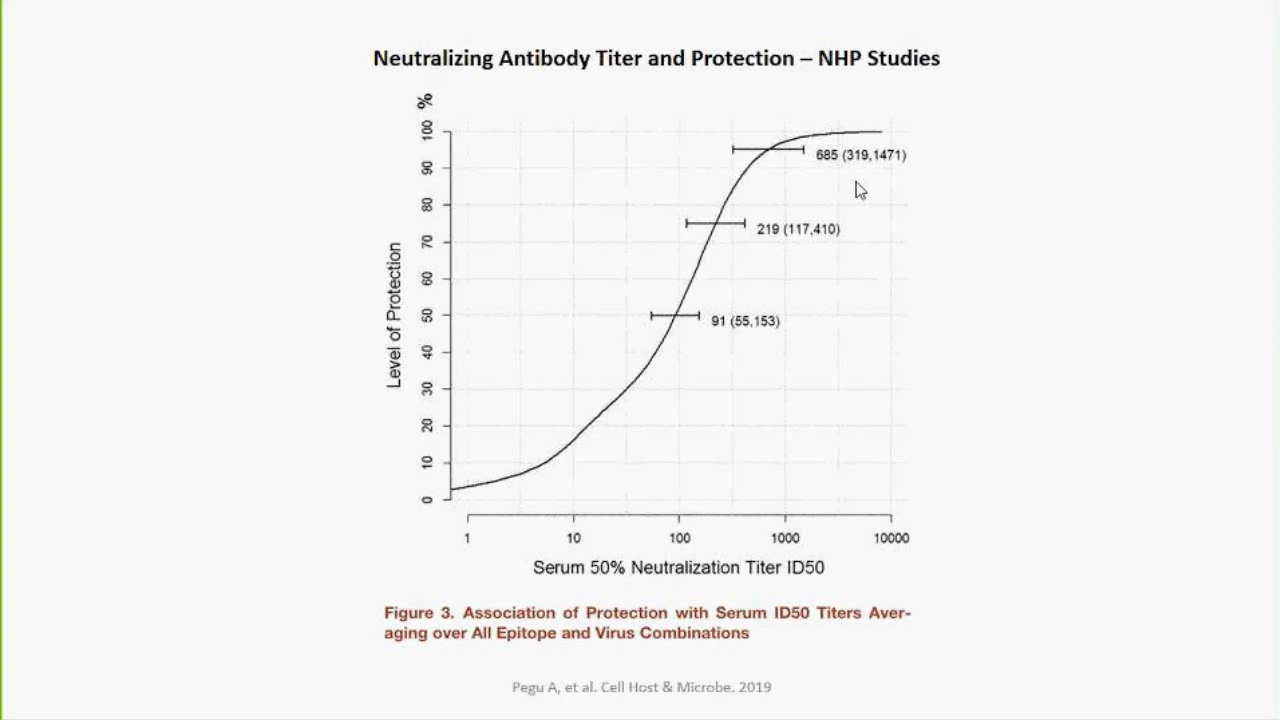 Neutralizing Antibody Titer and Protection – NHP Studies
%
100
90
80
70
60
50
40
30
20
10
0
Level of Protection
685 (319,1471)
219 (117,410)
91 (55,153)
1 10 100 1000 10000
Serum 50% Neutralization Titer ID50
Figure 3. Association of Protection with Serum ID50 Titers Aver-
aging over All Epitope and Virus Combinations
Pegu A, et al. Cell Host & Microbe. 2019